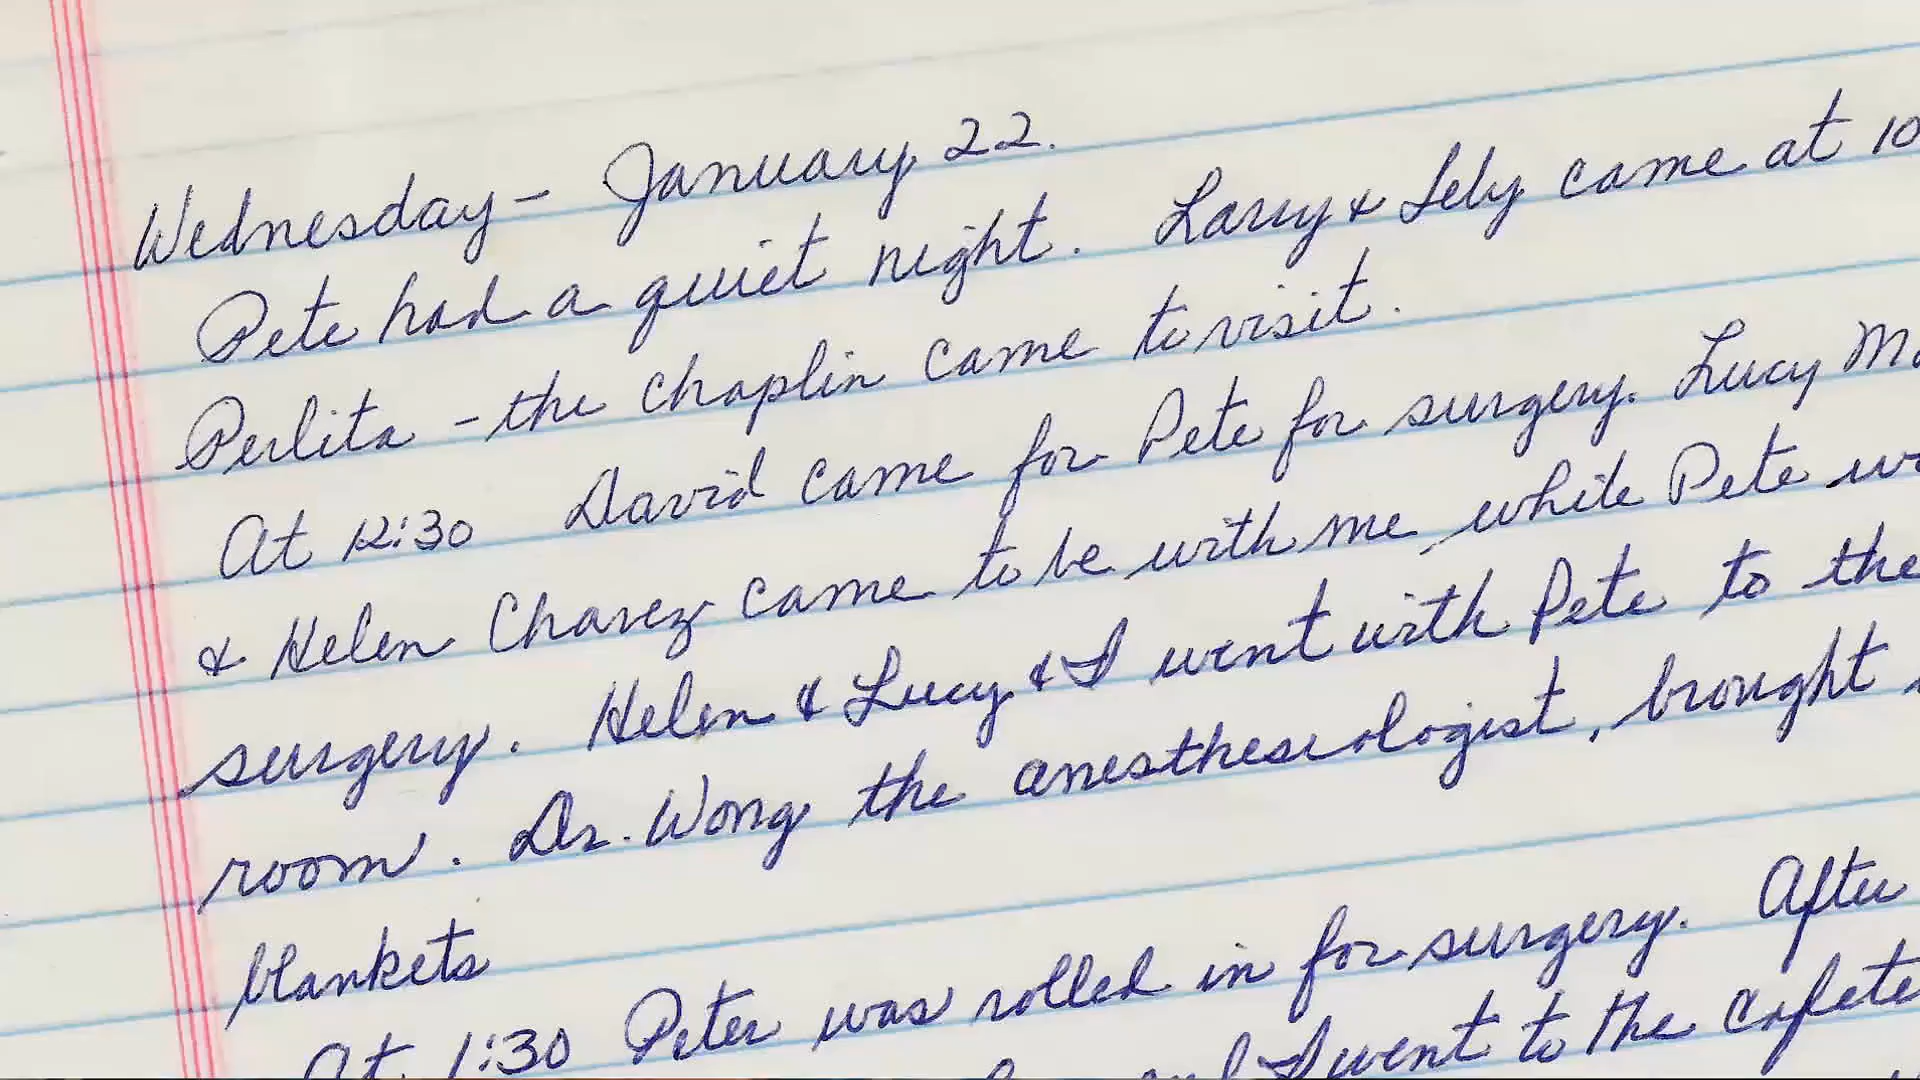 Wednesday - January 22.
Pete had a quiet night. Larry & Lely came at 10
Perlita - the chaplin came to visit.
At 12:30 David came for Pete for surgery. Lucy
& Helen Chavez came to be with me while Pete
surgery. Helen & Lucy & I went with Pete to the
room. Dr. Wong the anesthesiologist, brought
blankets
At 1:30 Peter was rolled in for surgery. After
I went to the